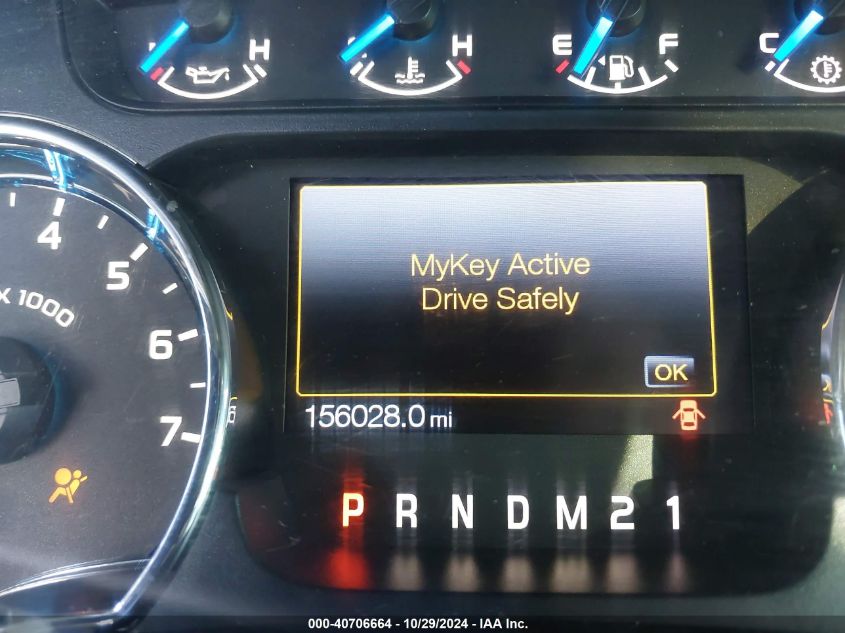 H H E F C
4
5
X 1000
6
7
MyKey Active
Drive Safely
OK
156028.0 mi
P R N D M 2 1
000-40706664 - 10/29/2024 - IAA Inc.